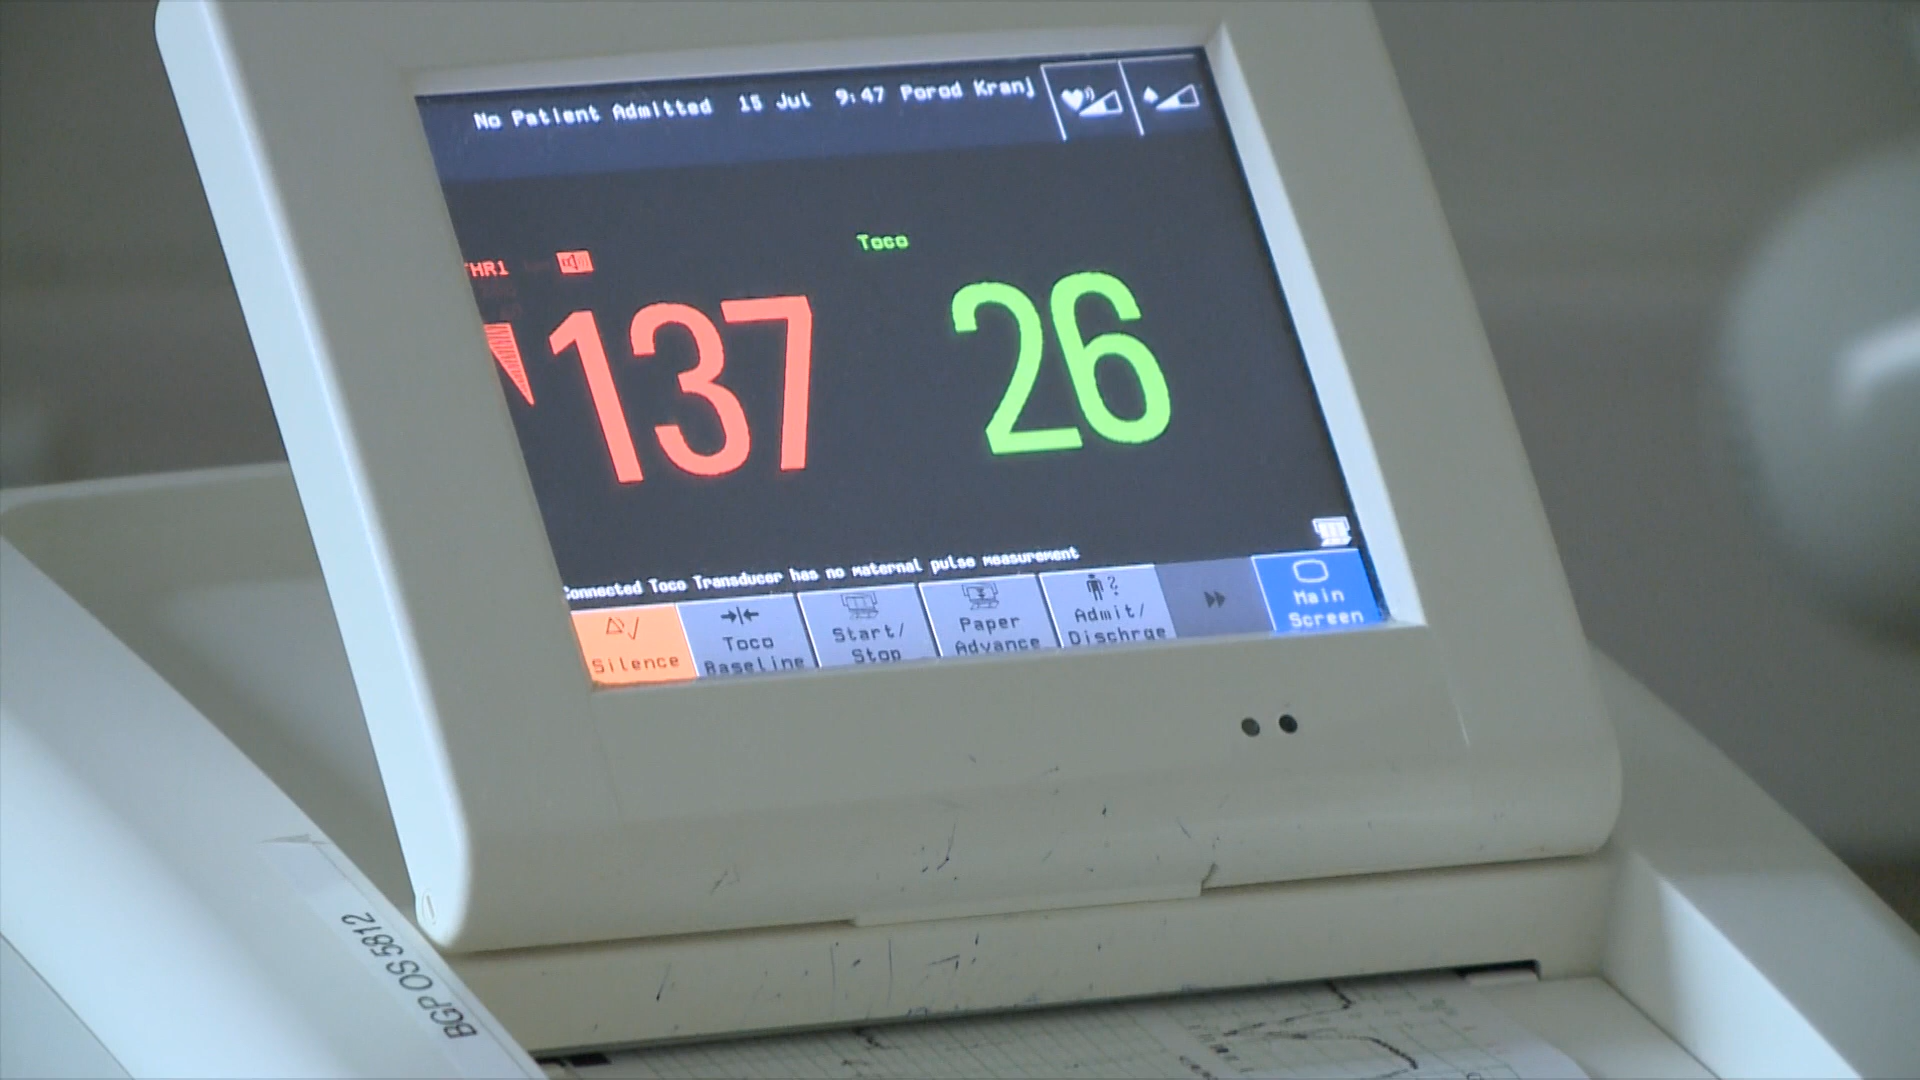 No Patient Admitted 15 Jul 9:47 Porod Kranj
HR1
Toco
137
26
Connected Toco Transducer has no maternal pulse measurement
Silence
Toco
Baseline
Start/
Stop
Paper
Advance
Admit/
?
Dischrge
Main
Screen
BGP OS 5812